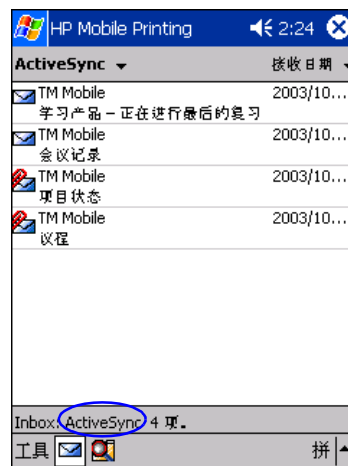 HP Mobile Printing 2:24
ActiveSync 接收日期
TM Mobile 2003/10...
学习产品 - 正在进行最后的复习
TM Mobile 2003/10...
会议记录
TM Mobile 2003/10...
项目状态
TM Mobile 2003/10...
议程
Inbox: ActiveSync 4 项。
工具 拼